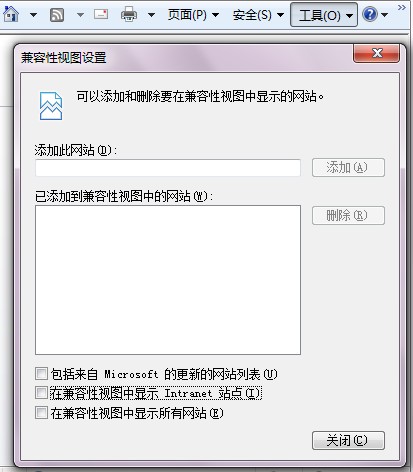 页面(P) 安全(S) 工具(O)
兼容性视图设置
可以添加和删除要在兼容性视图中显示的网站。
添加此网站(D):
添加(A)
已添加到兼容性视图中的网站(W):
删除(R)
包括来自 Microsoft 的更新的网站列表(U)
在兼容性视图中显示 Intranet 站点(I)
在兼容性视图中显示所有网站(E)
关闭(C)